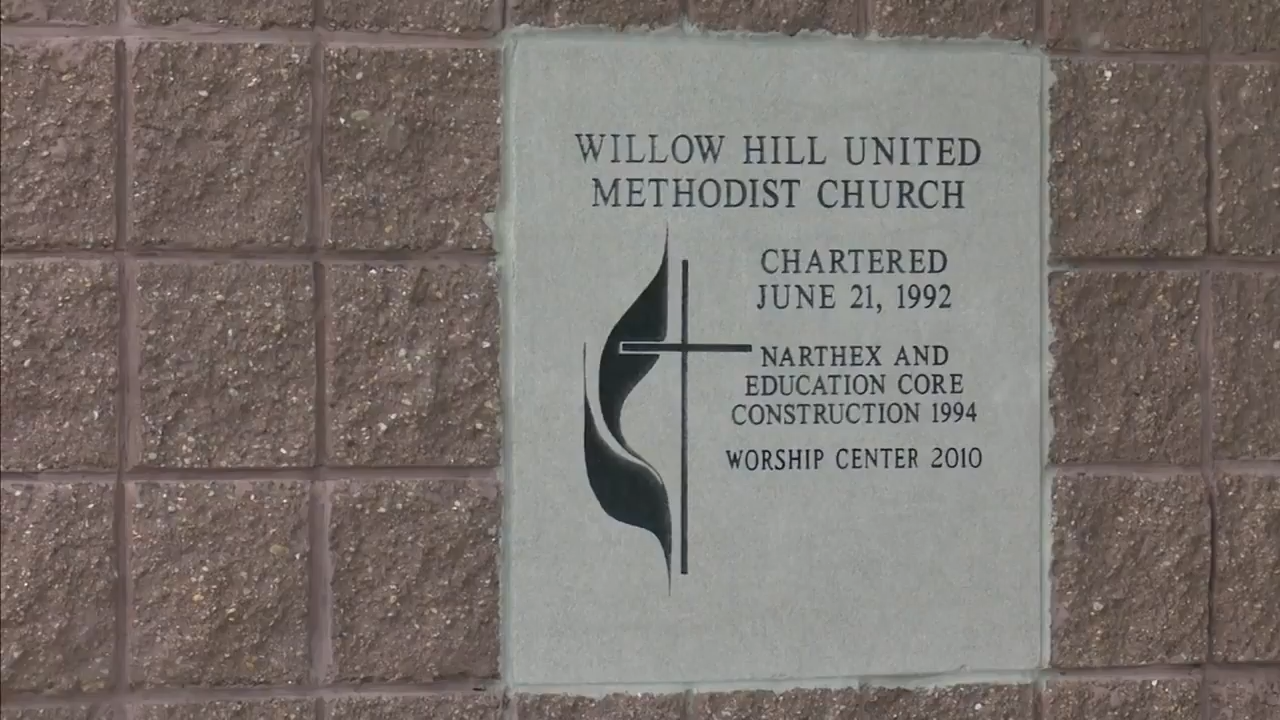 WILLOW HILL UNITED
METHODIST CHURCH
CHARTERED
JUNE 21, 1992
NARTHEX AND
EDUCATION CORE
CONSTRUCTION 1994
WORSHIP CENTER 2010